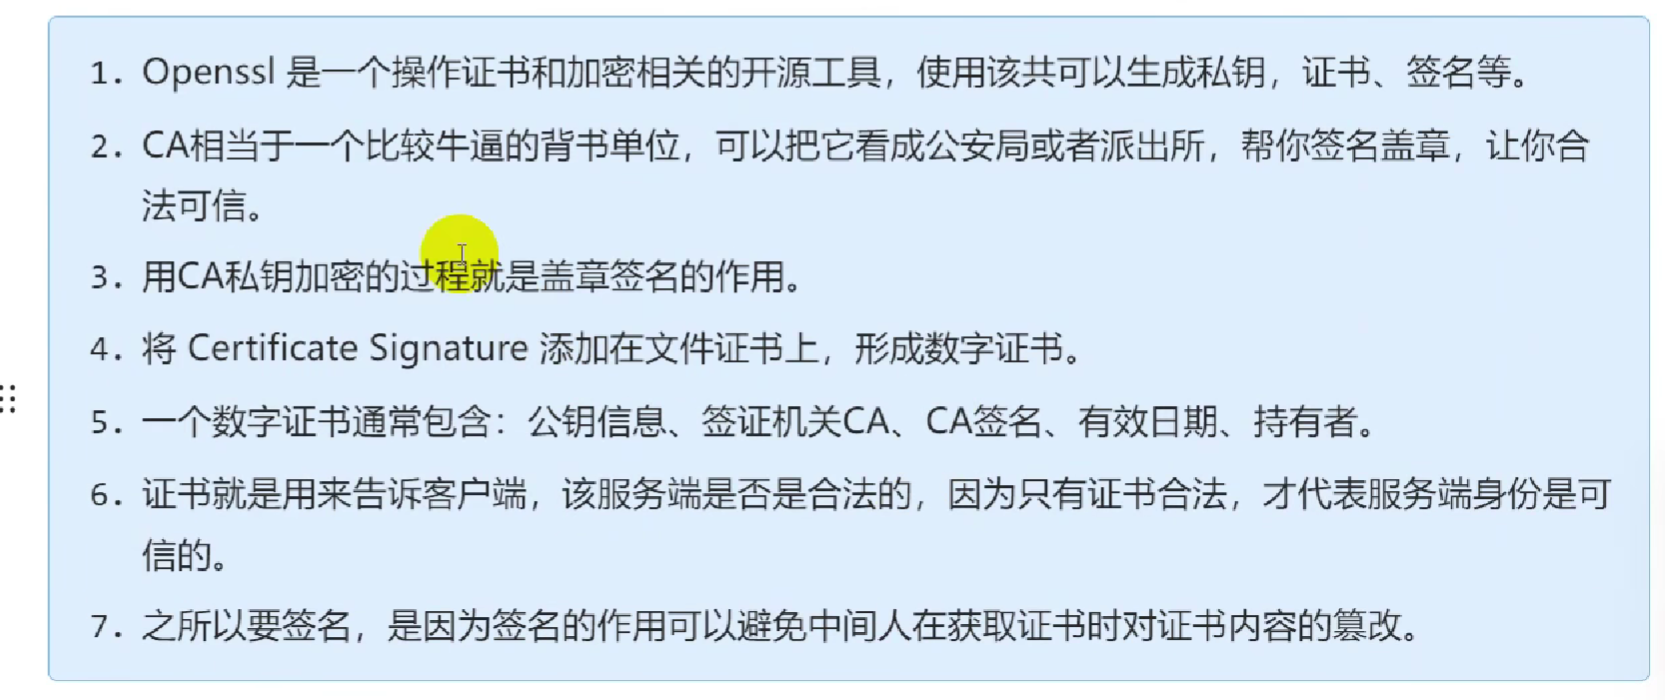 1. Openssl 是一个操作证书和加密相关的开源工具，使用该共可以生成私钥，证书、签名等。
2. CA相当于一个比较牛逼的背书单位，可以把它看成公安局或者派出所，帮你签名盖章，让你合
法可信。
3. 用CA私钥加密的过程就是盖章签名的作用。
4. 将 Certificate Signature 添加在文件证书上，形成数字证书。
5. 一个数字证书通常包含：公钥信息、签证机关CA、CA签名、有效日期、持有者。
6. 证书就是用来告诉客户端，该服务端是否是合法的，因为只有证书合法，才代表服务端身份是可
信的。
7. 之所以要签名，是因为签名的作用可以避免中间人在获取证书时对证书内容的篡改。